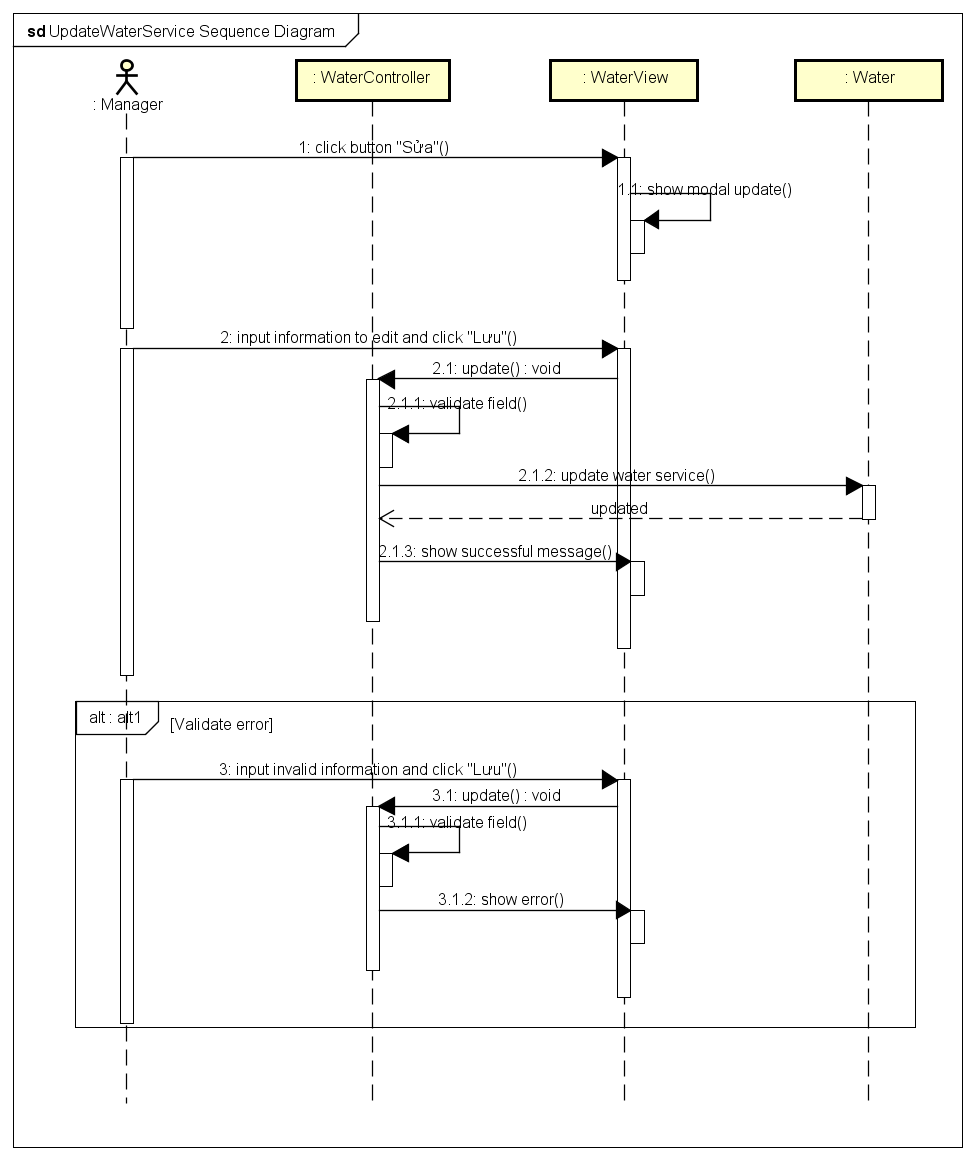 sd UpdateWaterService Sequence Diagram
: Manager
: WaterController
: WaterView
: Water
1: click button "Sửa"()
1.1: show modal update()
2: input information to edit and click "Lưu"()
2.1: update() : void
2.1.1: validate field()
2.1.2: update water service()
updated
2.1.3: show successful message()
alt : alt1
[Validate error]
3: input invalid information and click "Lưu"()
3.1: update() : void
3.1.1: validate field()
3.1.2: show error()